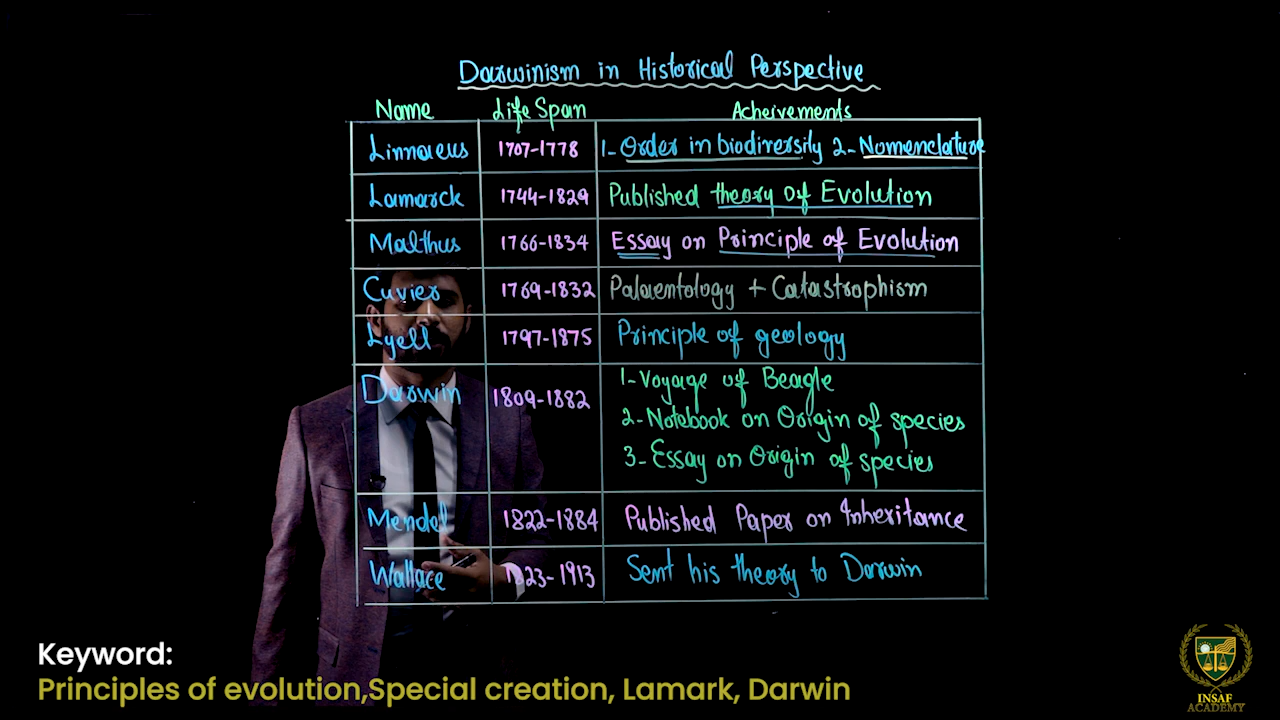 Darwinism in Historical Perspective
Name Life Span Acheivements
Linnaeus 1707-1778 1- Order in biodiversity 2- Nomenclature
Lamarck 1744-1829 Published theory of Evolution
Malthus 1766-1834 Essay on Principle of Evolution
Cuvier 1769-1832 Palaentology + Catastrophism
Lyell 1797-1875 Principle of geology
Darwin 1809-1882 1- Voyage of Beagle
2- Notebook on Origin of species
3- Essay on Origin of species
Mendel 1822-1884 Published Paper on Inheritance
Wallace 1823-1913 Sent his theory to Darwin
Keyword:
Principles of evolution,Special creation, Lamark, Darwin
INSAF
ACADEMY